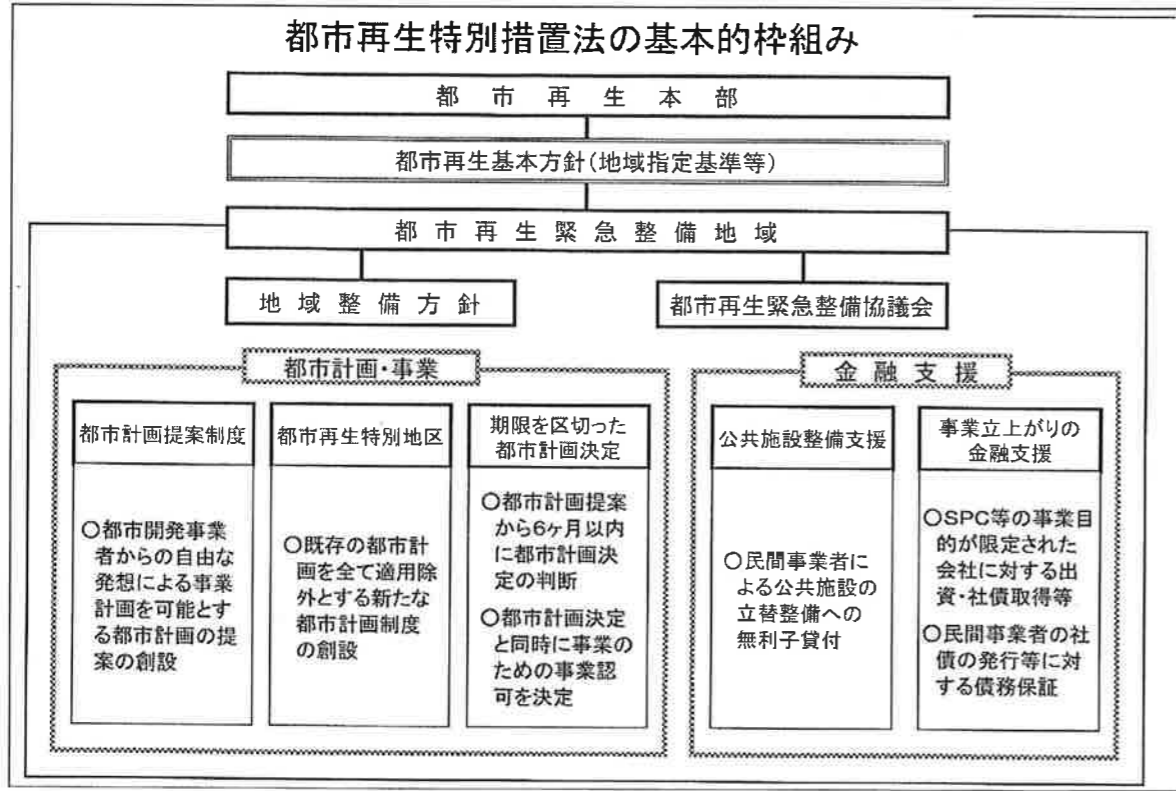 都市再生特別措置法の基本的枠組み
都市再生本部
都市再生基本方針(地域指定基準等)
都市再生緊急整備地域
地域整備方針
都市再生緊急整備協議会
都市計画・事業
都市計画提案制度
○都市開発事業
者からの自由な
発想による事業
計画を可能とす
る都市計画の提
案の創設
都市再生特別地区
○既存の都市計
画を全て適用除
外とする新たな
都市計画制度
の創設
期限を区切った
都市計画決定
○都市計画提案
から6ヶ月以内
に都市計画決
定の判断
○都市計画決定
と同時に事業の
ための事業認
可を決定
金融支援
公共施設整備支援
○民間事業者に
よる公共施設の
立替整備への
無利子貸付
事業立上がりの
金融支援
○SPC等の事業目
的が限定された
会社に対する出
資・社債取得等
○民間事業者の社
債の発行等に対
する債務保証